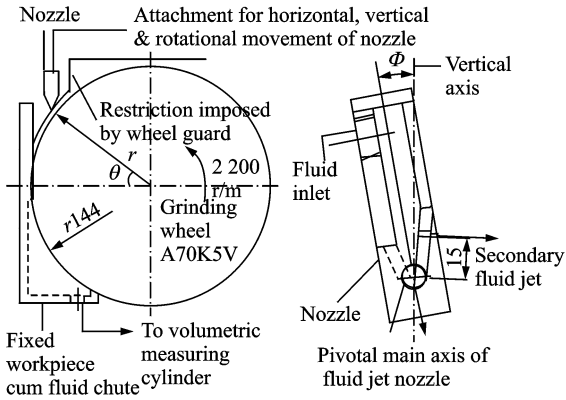 Nozzle
Attachment for horizontal, vertical
& rotational movement of nozzle
Restriction imposed
by wheel guard
r
θ
2 200
r/m
Grinding
wheel
A70K5V
r144
Fixed
workpiece
cum fluid chute
To volumetric
measuring
cylinder
Φ
Vertical
axis
Fluid
inlet
15
Secondary
fluid jet
Nozzle
Pivotal main axis of
fluid jet nozzle